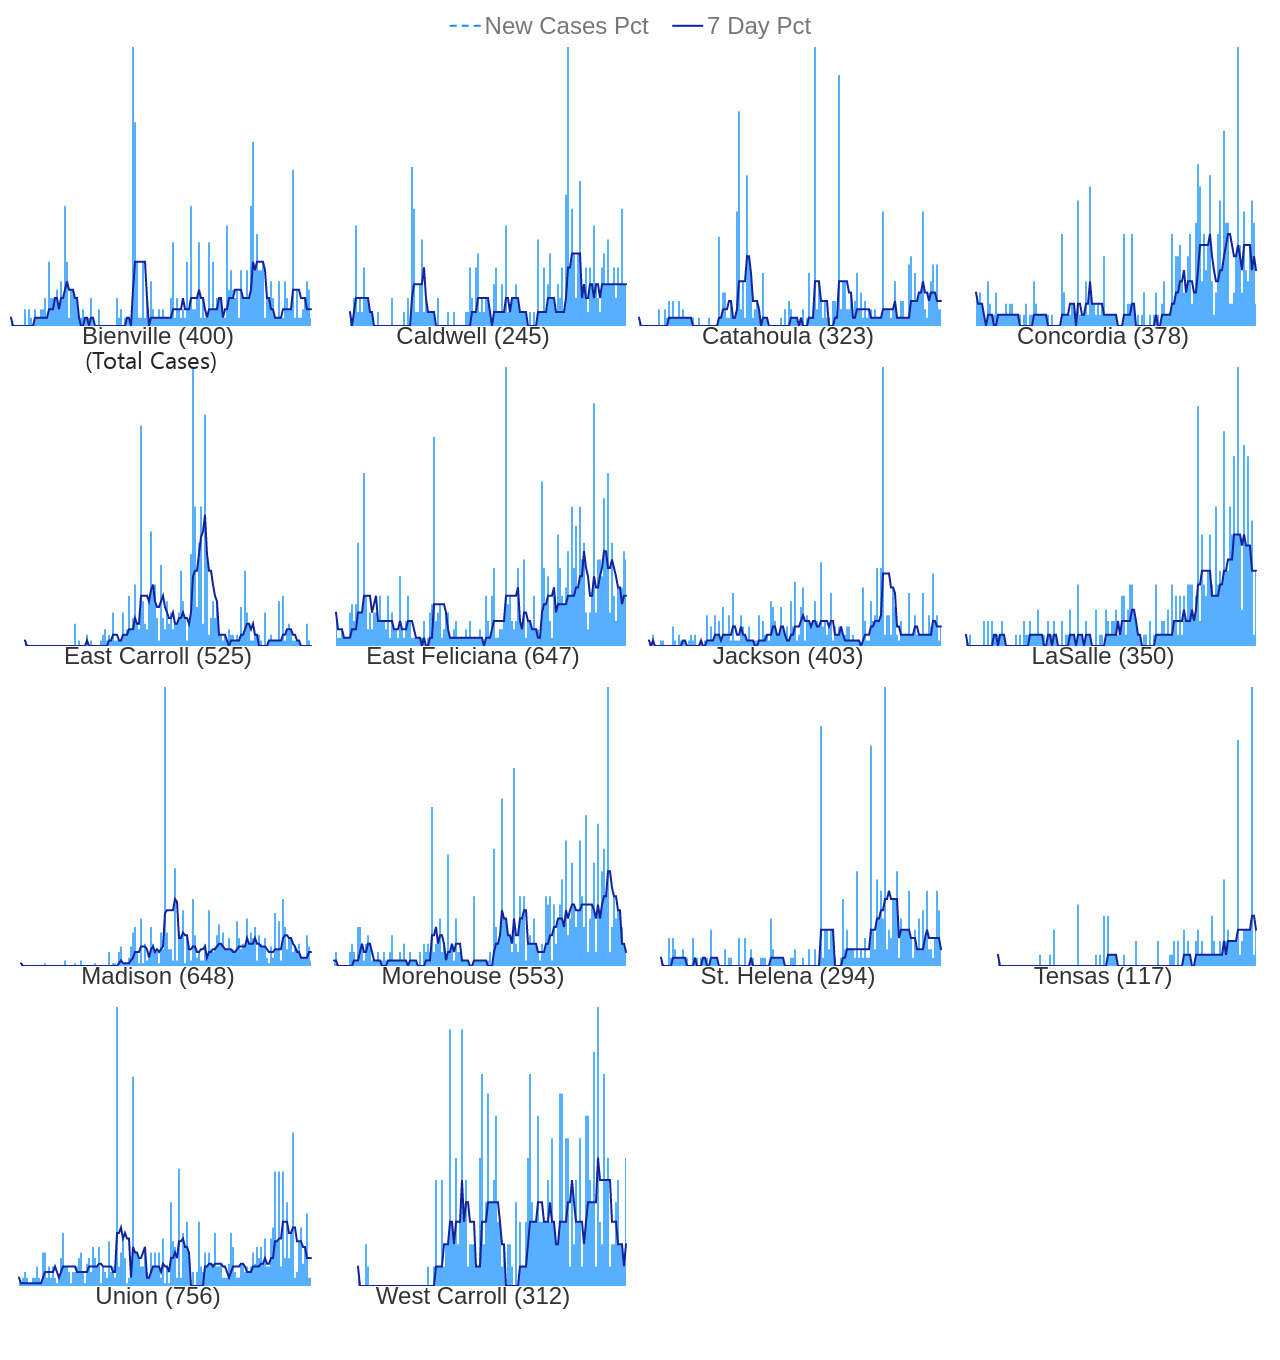 New Cases Pct 7 Day Pct
Bienville (400) Caldwell (245) Catahoula (323) Concordia (378)
(Total Cases)
East Carroll (525) East Feliciana (647) Jackson (403) LaSalle (350)
Madison (648) Morehouse (553) St. Helena (294) Tensas (117)
Union (756) West Carroll (312)